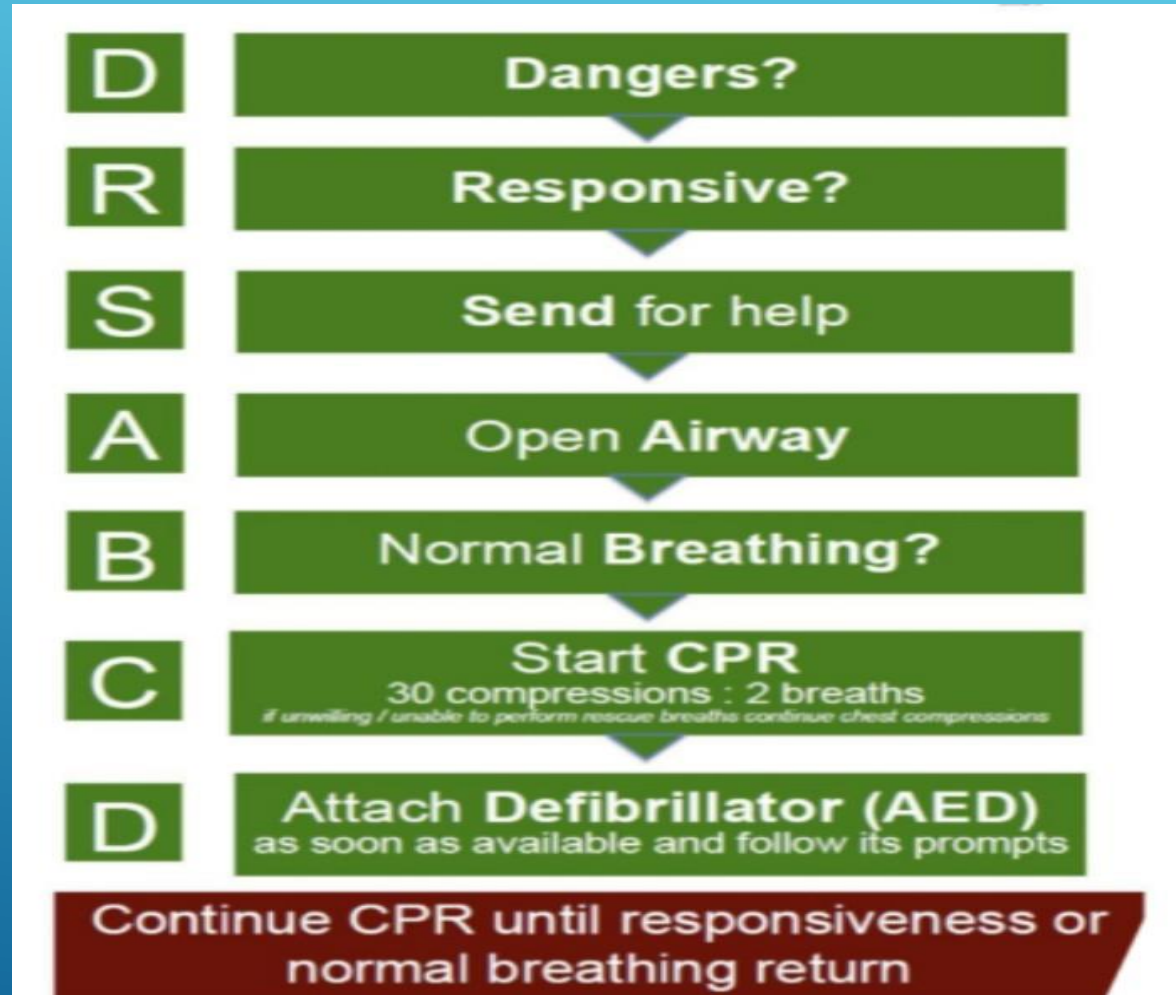 D
Dangers?
R
Responsive?
S
Send for help
A
Open Airway
B
Normal Breathing?
C
Start CPR
30 compressions : 2 breaths
if unwilling / unable to perform rescue breaths continue chest compressions
D
Attach Defibrillator (AED)
as soon as available and follow its prompts
Continue CPR until responsiveness or
normal breathing return